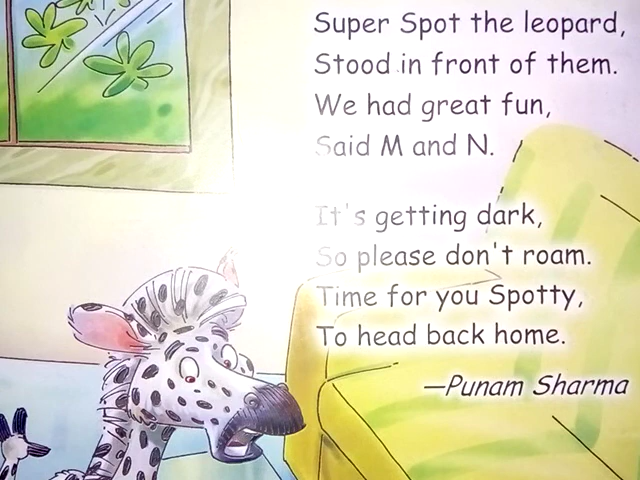 Super Spot the leopard,
Stood in front of them.
We had great fun,
Said M and N.
It's getting dark,
So please don't roam.
Time for you Spotty,
To head back home.
—Punam Sharma